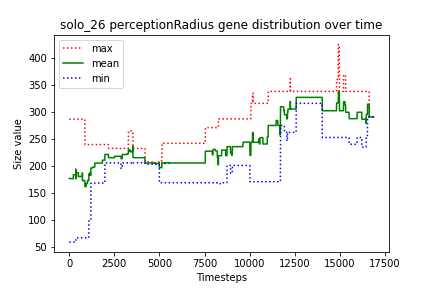 solo_26 perceptionRadius gene distribution over time
max
mean
min
Size value
400
350
300
250
200
150
100
50
0
2500
5000
7500
10000
12500
15000
17500
Timesteps